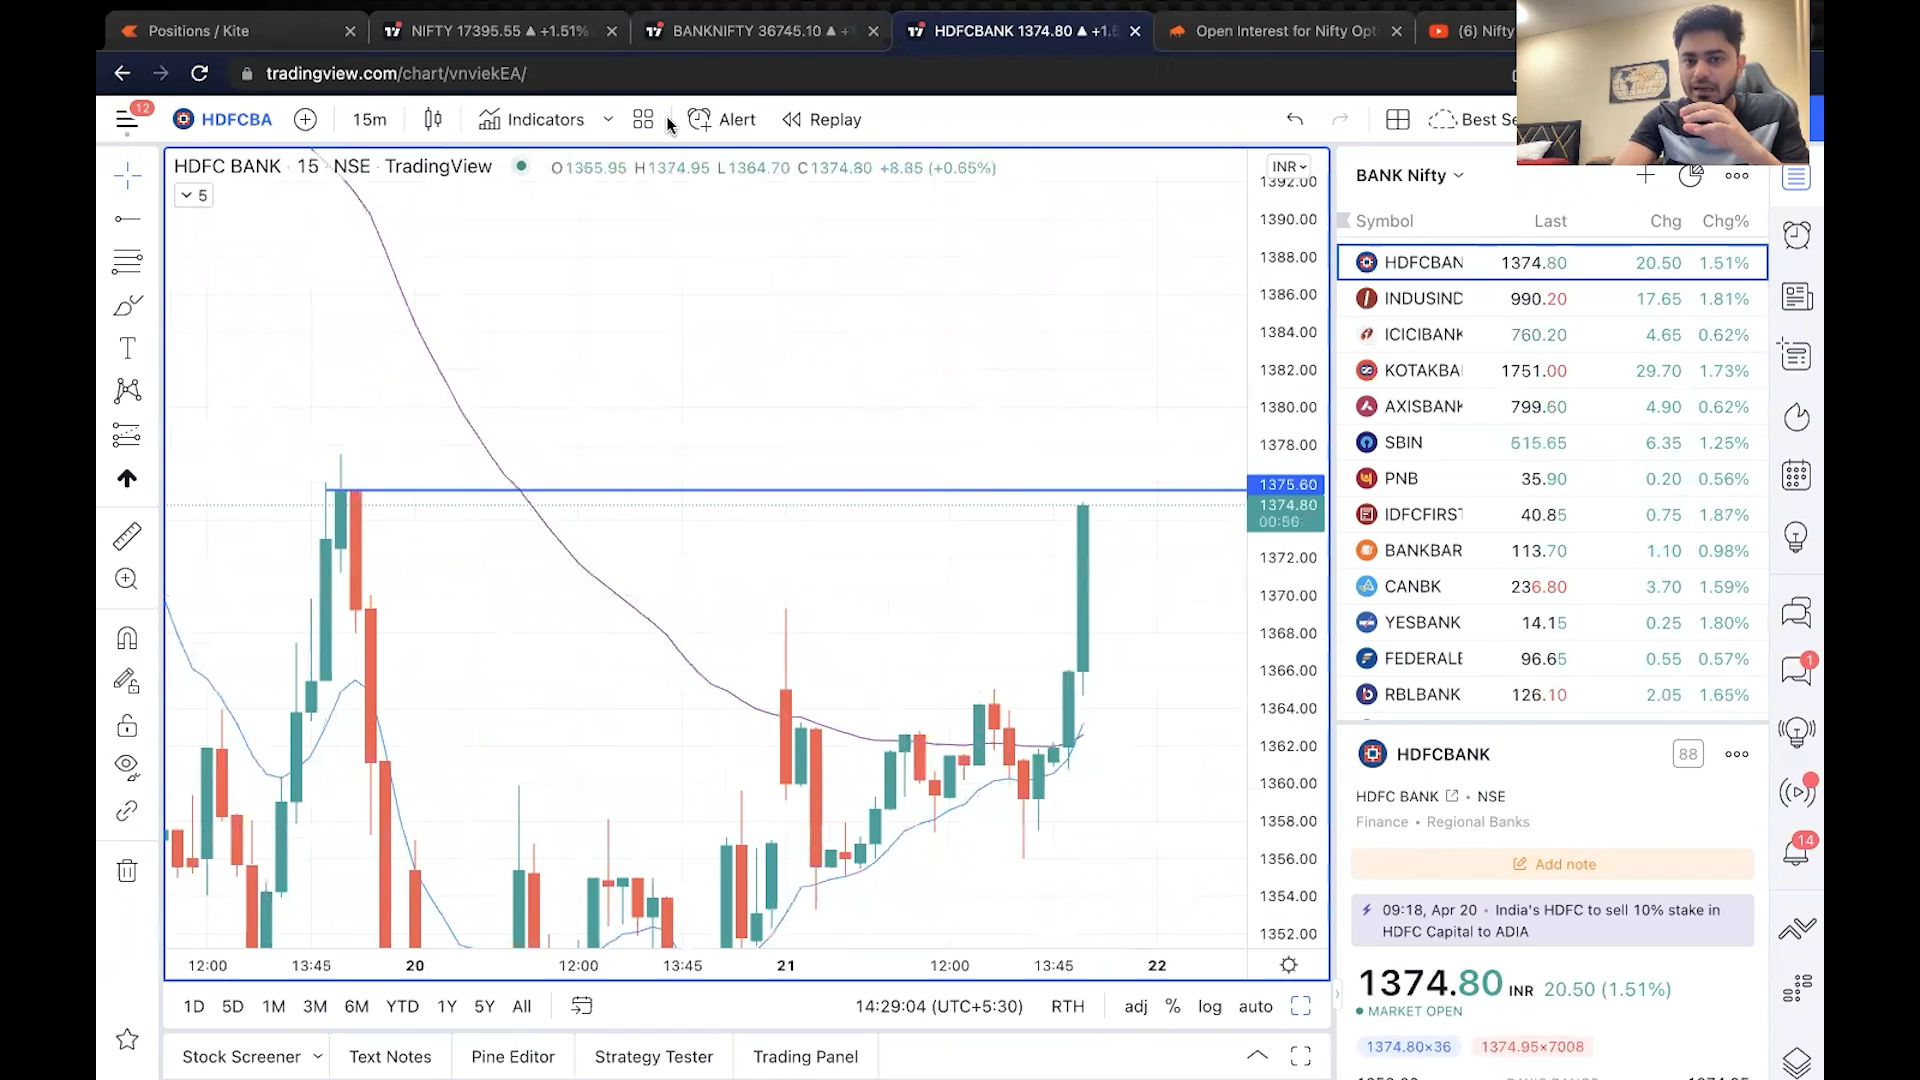 Positions / Kite
NIFTY 17395.55 ▲ +1.51%
BANKNIFTY 36745.10 ▲
HDFCBANK 1374.80 ▲ +1.5
Open Interest for Nifty Opt
(6) Nifty
tradingview.com/chart/vnviekEA/
12
HDFCBA
15m
Indicators
Alert
Replay
Best Se
HDFC BANK · 15 · NSE · TradingView
O1365.95 H1374.95 L1364.70 C1374.80 +8.85 (+0.65%)
5
INR
1392.00
1390.00
1388.00
1386.00
1384.00
1382.00
1380.00
1378.00
1375.60
1374.80
00:56
1372.00
1370.00
1368.00
1366.00
1364.00
1362.00
1360.00
1358.00
1356.00
1354.00
1352.00
12:00 13:45 20 12:00 13:45 21 12:00 13:45 22
1D 5D 1M 3M 6M YTD 1Y 5Y All
14:29:04 (UTC+5:30) RTH adj % log auto
Stock Screener
Text Notes
Pine Editor
Strategy Tester
Trading Panel
BANK Nifty
Symbol Last Chg Chg%
HDFCBAN 1374.80 20.50 1.51%
INDUSIND 990.20 17.65 1.81%
ICICIBANK 760.20 4.65 0.62%
KOTAKBA 1751.00 29.70 1.73%
AXISBANK 799.60 4.90 0.62%
SBIN 515.65 6.35 1.25%
PNB 35.90 0.20 0.56%
IDFCFIRST 40.85 0.75 1.87%
BANKBAR 113.70 1.10 0.98%
CANBK 236.80 3.70 1.59%
YESBANK 14.15 0.25 1.80%
FEDERALE 96.65 0.55 0.57%
RBLBANK 126.10 2.05 1.65%
HDFCBANK
88
HDFC BANK • NSE
Finance • Regional Banks
Add note
09:18, Apr 20 • India's HDFC to sell 10% stake in
HDFC Capital to ADIA
1374.80 INR 20.50 (1.51%)
MARKET OPEN
1374.80×36 1374.95×7008
1
14